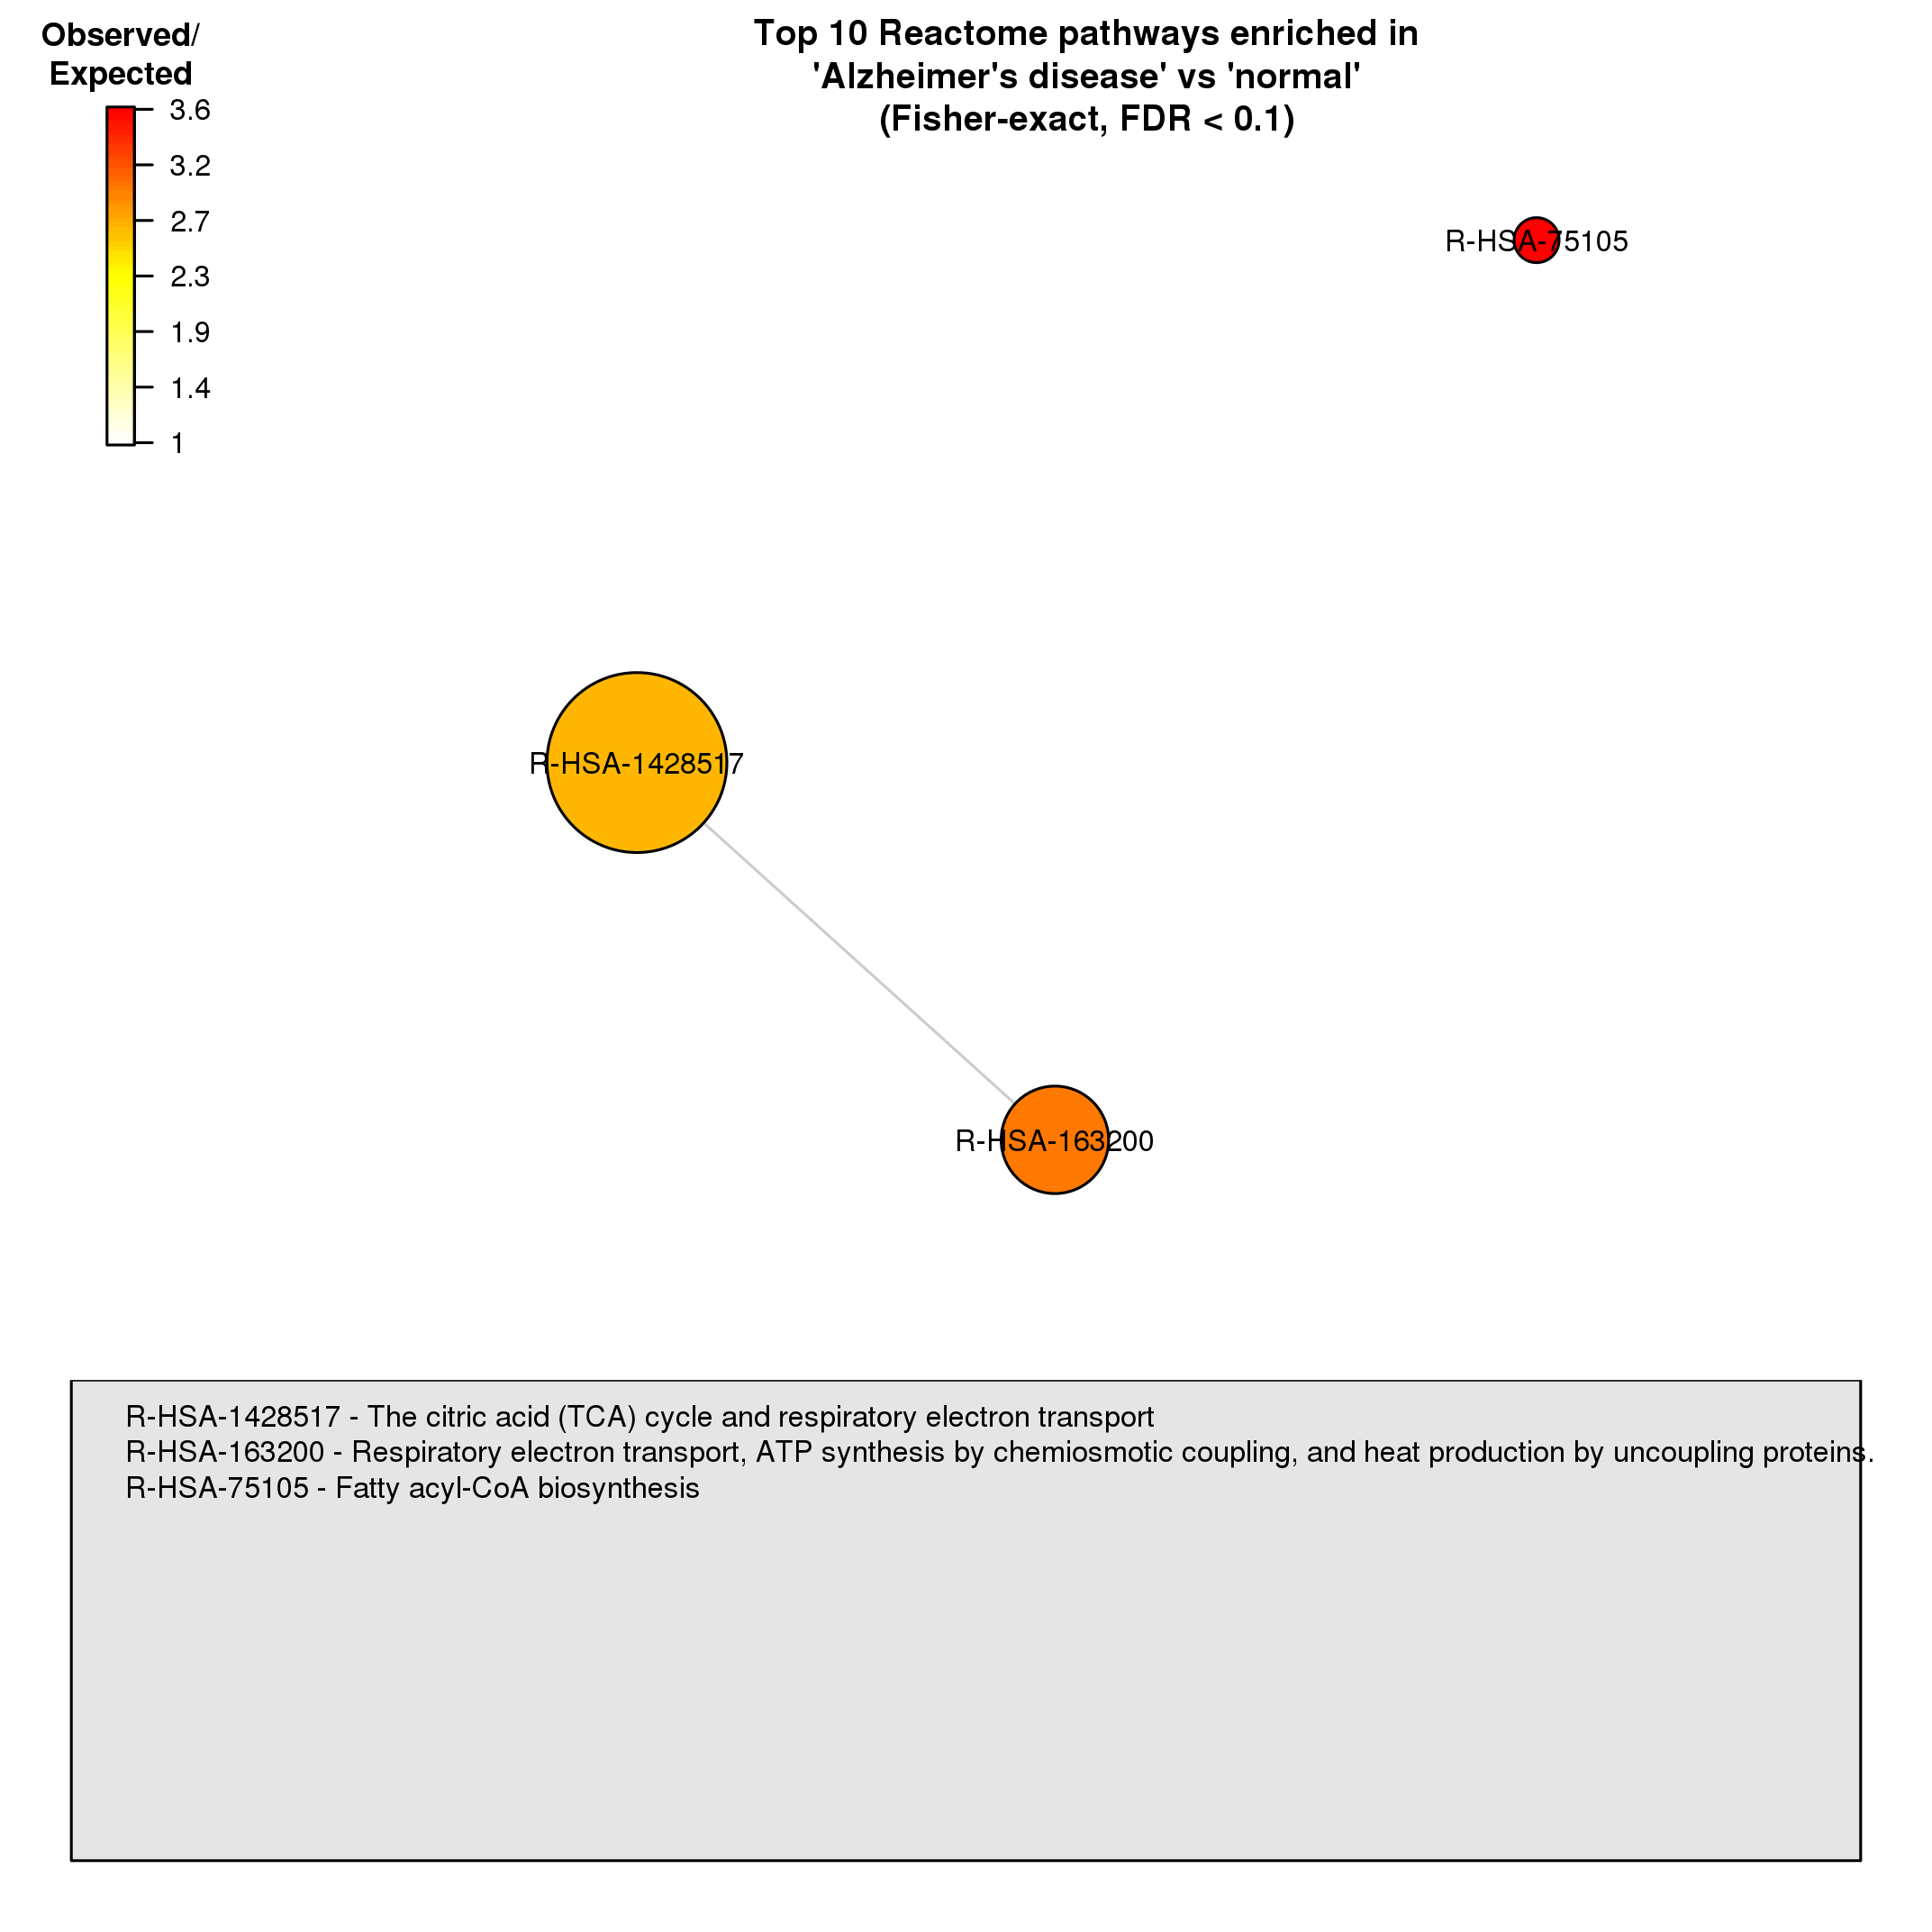 Observed/
Expected
3.6
3.2
2.7
2.3
1.9
1.4
1
Top 10 Reactome pathways enriched in
'Alzheimer's disease' vs 'normal'
(Fisher-exact, FDR < 0.1)
R-HSA-75105
R-HSA-1428517
R-HSA-163200
R-HSA-1428517 - The citric acid (TCA) cycle and respiratory electron transport
R-HSA-163200 - Respiratory electron transport, ATP synthesis by chemiosmotic coupling, and heat production by uncoupling proteins.
R-HSA-75105 - Fatty acyl-CoA biosynthesis